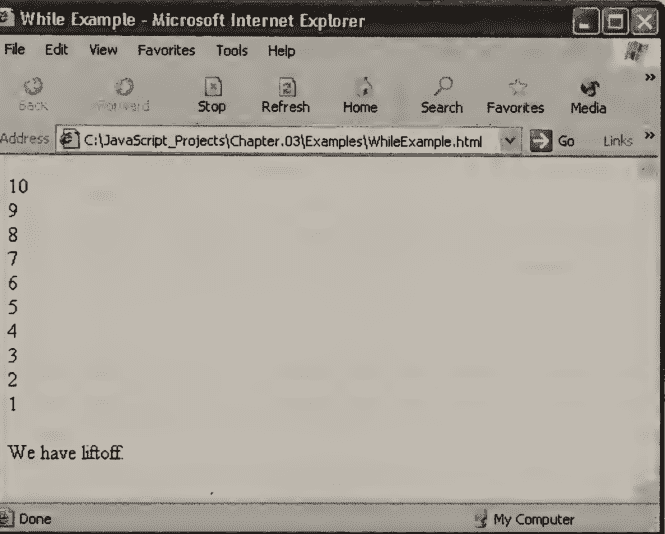 While Example - Microsoft Internet Explorer
File Edit View Favorites Tools Help
Back Forward Stop Refresh Home Search Favorites Media »
Address C:\JavaScript_Projects\Chapter.03\Examples\WhileExample.html Go Links »
10
9
8
7
6
5
4
3
2
1
We have liftoff.
Done My Computer